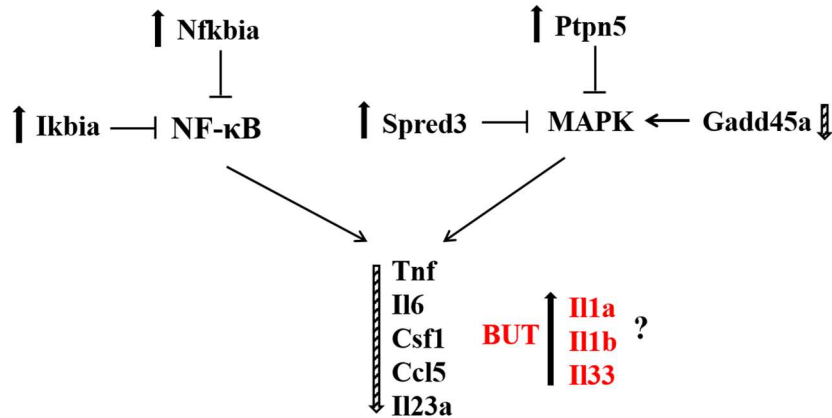 Nfkbia
Ptpn5
Ikbia
NF-κB
Spred3
MAPK
Gadd45a
Tnf
Il6
Csf1
Ccl5
Il23a
BUT
Il1a
Il1b
Il33
?